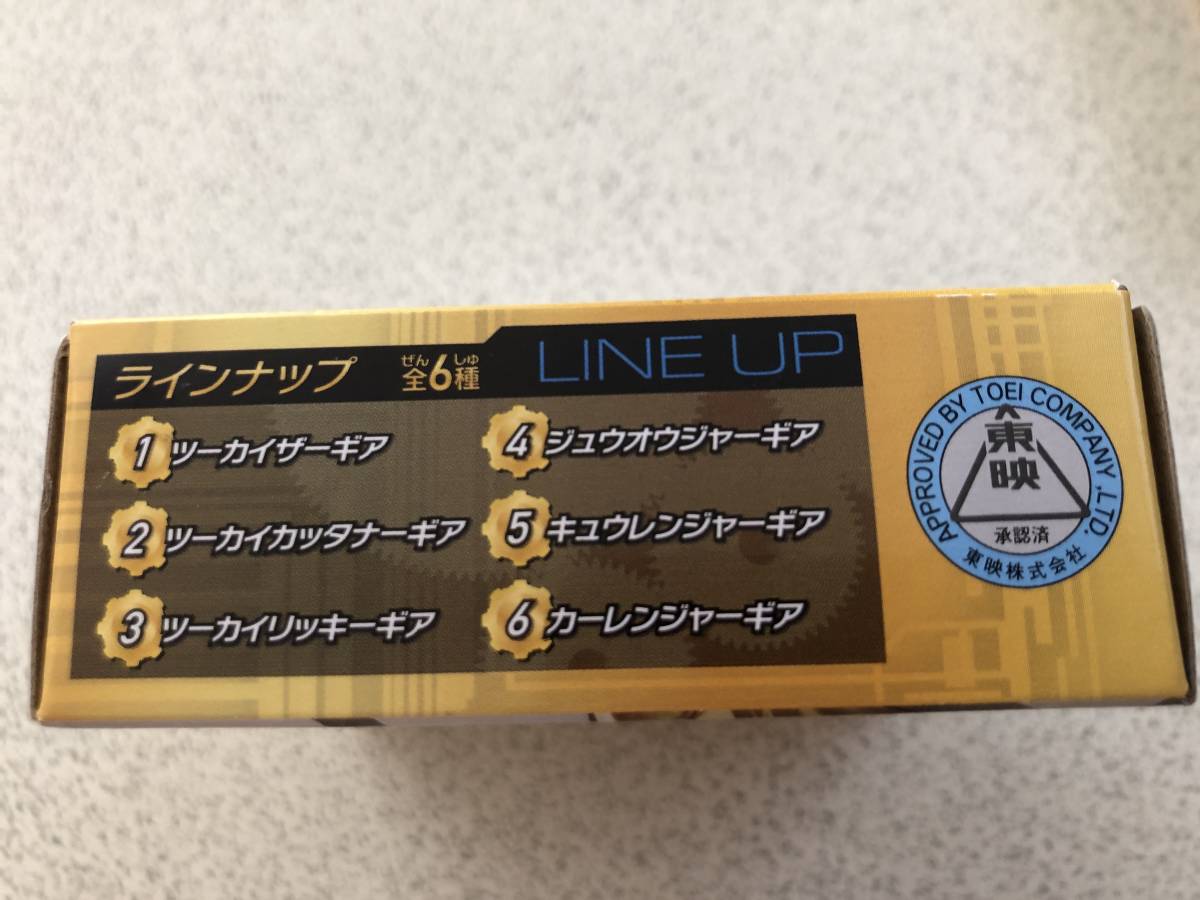 ラインナップ 全6種 LINE UP
ぜん しゅ
1 ツーカイザーギア
2 ツーカイカッタナーギア
3 ツーカイリッキーギア
4 ジュウオウジャーギア
5 キュウレンジャーギア
6 カーレンジャーギア
APPROVED BY TOEI COMPANY ,LTD.
東映
承認済
東映株式会社